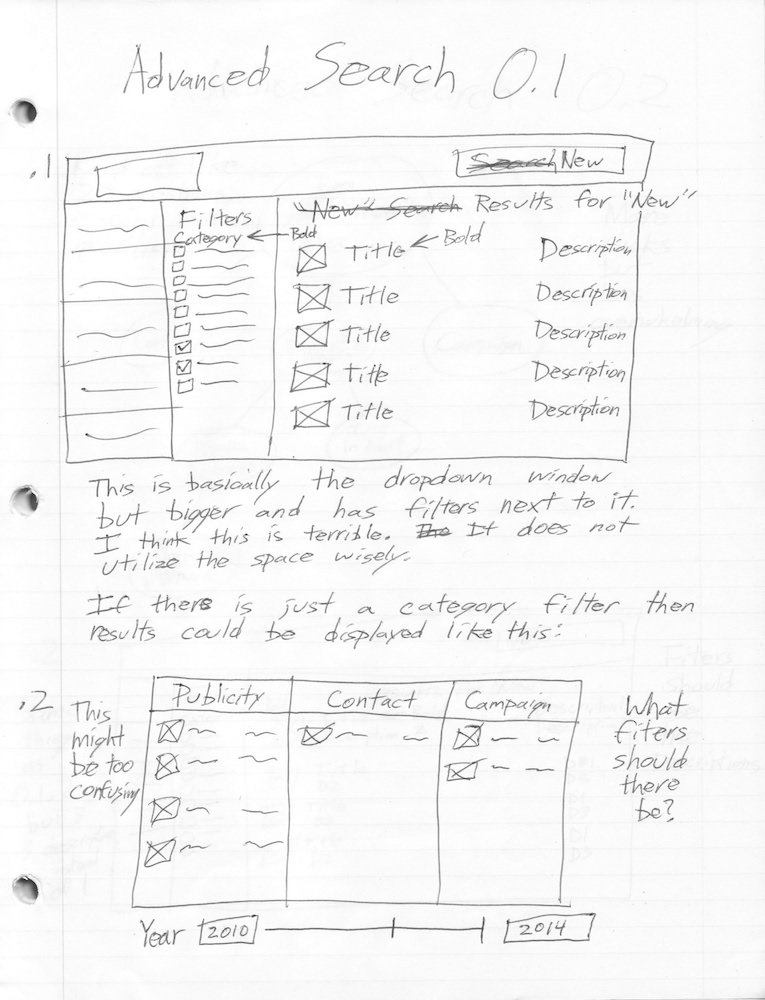 Advanced Search 0.1
.1
Search New
Filters
"New" Search Results for "New"
Category
Bold
Title
Bold
Description
Title
Description
Title
Description
Title
Description
Title
Description
This is basically the dropdown window
but bigger and has filters next to it.
I think this is terrible. The It does not
utilize the space wisely.
If there is just a category filter then
results could be displayed like this:
.2
This
might
be too
confusing
Publicity
Contact
Campaign
What
fiters
should
there
be?
Year
2010
2014